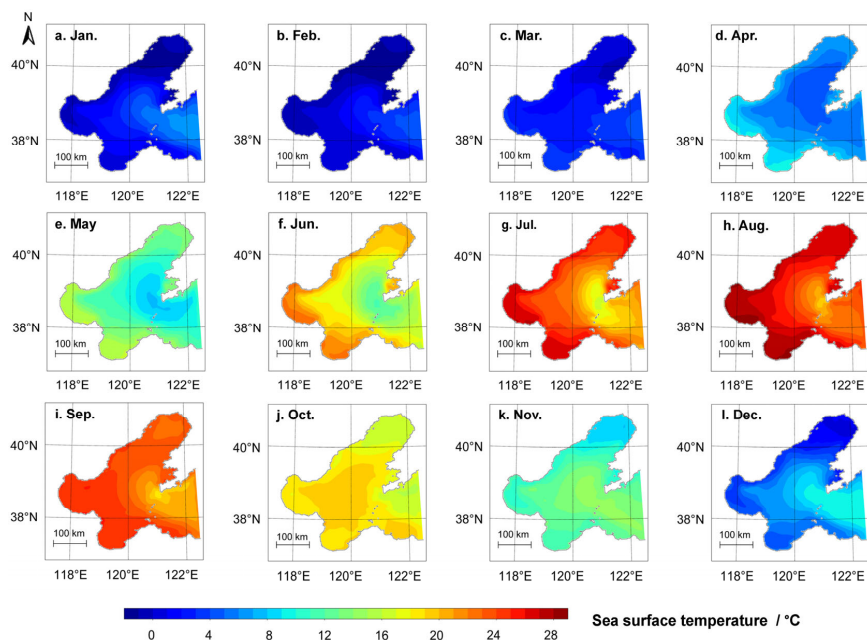 N
a. Jan.
b. Feb.
c. Mar.
d. Apr.
40°N
40°N
40°N
40°N
38°N
38°N
38°N
38°N
100 km
100 km
100 km
100 km
118°E 120°E 122°E
118°E 120°E 122°E
118°E 120°E 122°E
118°E 120°E 122°E
e. May
f. Jun.
g. Jul.
h. Aug.
40°N
40°N
40°N
40°N
38°N
38°N
38°N
38°N
100 km
100 km
100 km
100 km
118°E 120°E 122°E
118°E 120°E 122°E
118°E 120°E 122°E
118°E 120°E 122°E
i. Sep.
j. Oct.
k. Nov.
l. Dec.
40°N
40°N
40°N
40°N
38°N
38°N
38°N
38°N
100 km
100 km
100 km
100 km
118°E 120°E 122°E
118°E 120°E 122°E
118°E 120°E 122°E
118°E 120°E 122°E
0 4 8 12 16 20 24 28
Sea surface temperature / °C